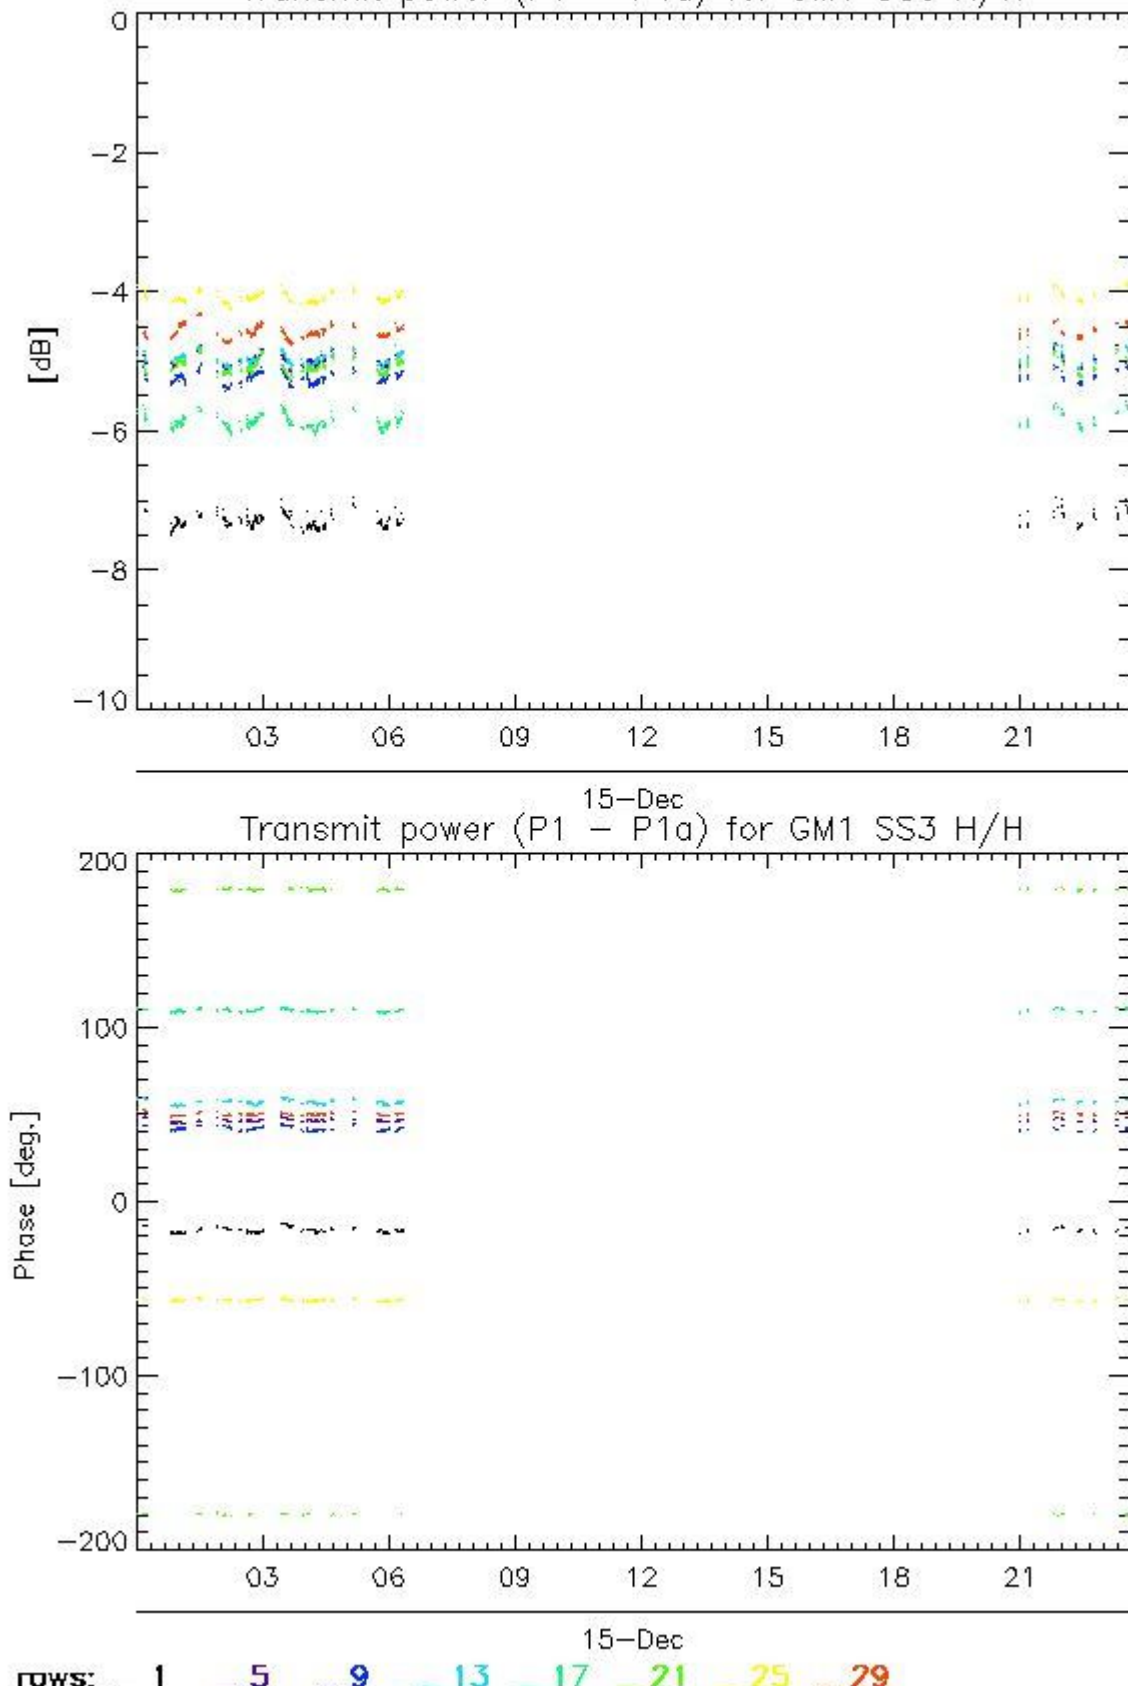 0
−2
−4
[dB]
−6
−8
−10
03 06 09 12 15 18 21
15−Dec
Transmit power (P1 − P1a) for GM1 SS3 H/H
200
100
Phase [deg.]
0
−100
−200
03 06 09 12 15 18 21
15−Dec
rows: 1 5 9 13 17 21 25 29